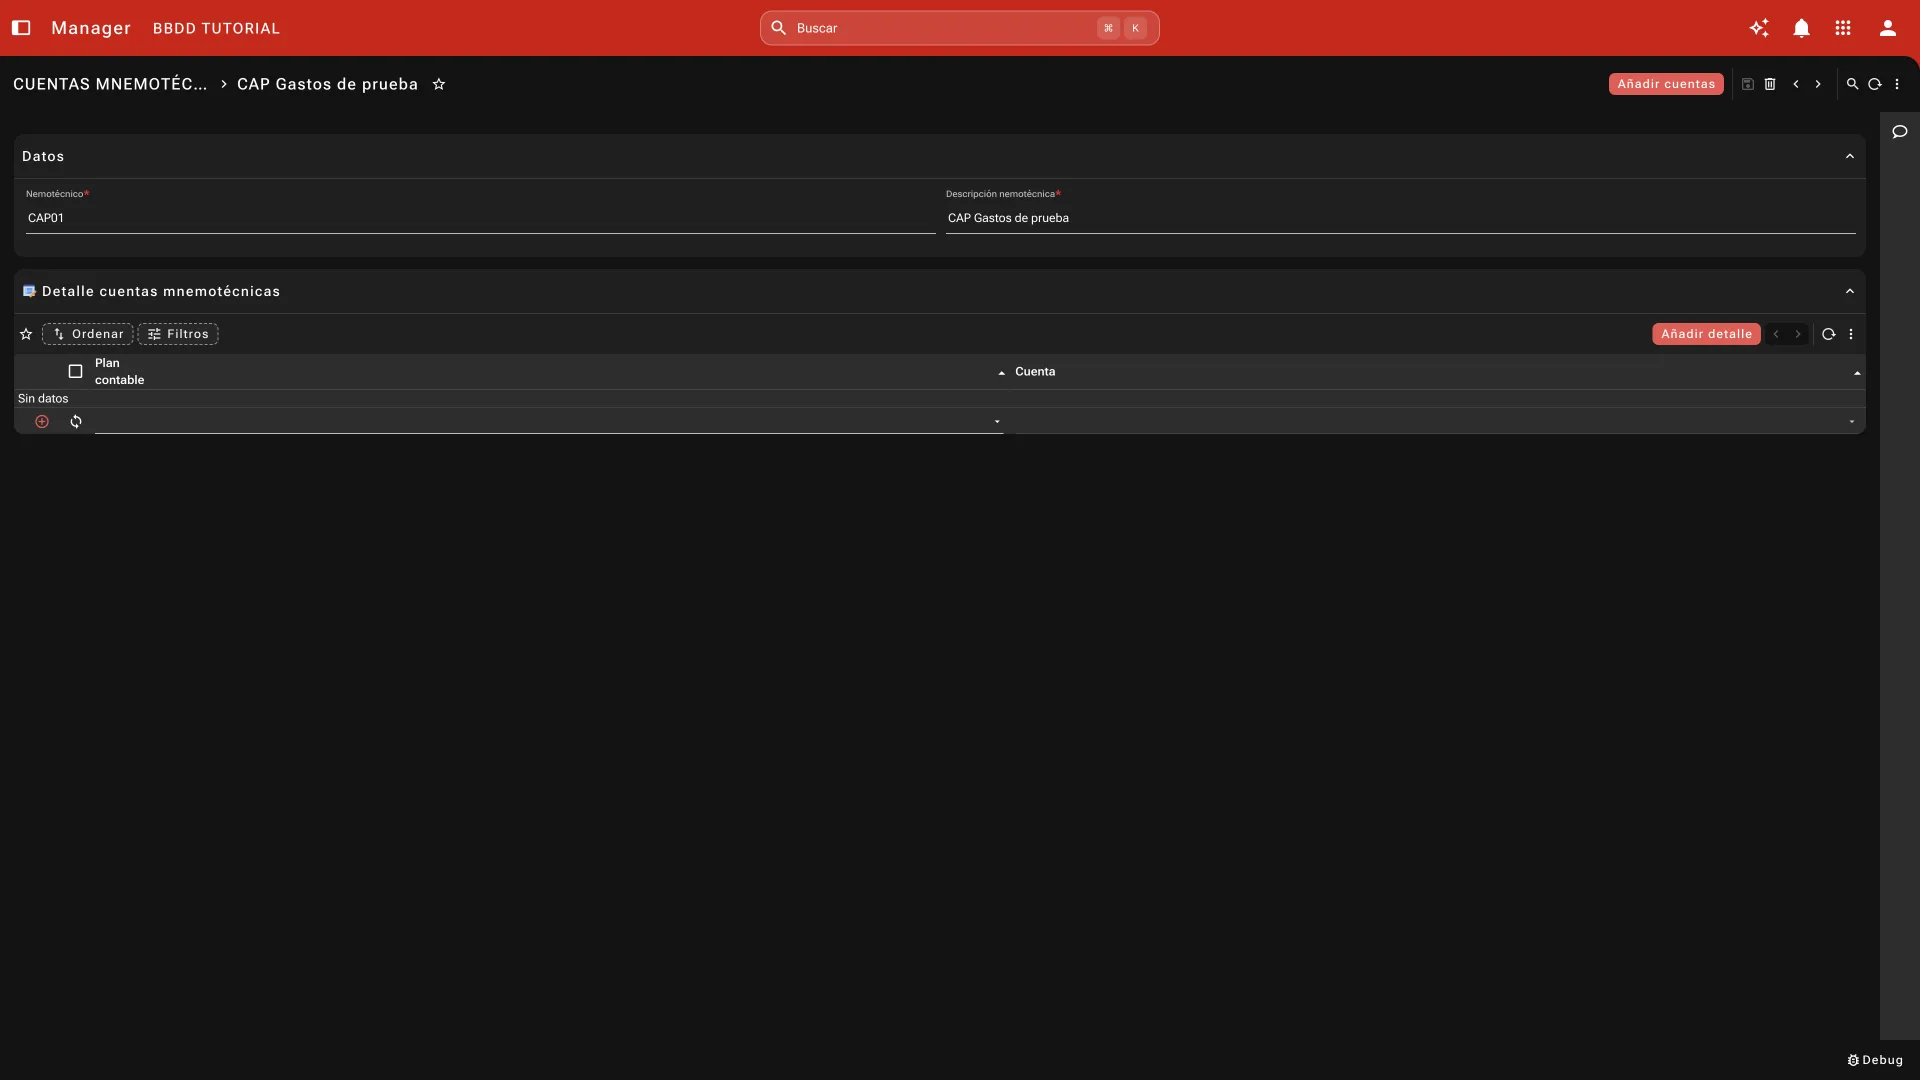 Manager BBDD TUTORIAL Buscar ⌘ K
CUENTAS MNEMOTÉC... > CAP Gastos de prueba Añadir cuentas
Datos
Nemotécnico* Descripción nemotécnica*
CAP01 CAP Gastos de prueba
Detalle cuentas mnemotécnicas
Ordenar Filtros Añadir detalle
Plan
contable Cuenta
Sin datos
Debug